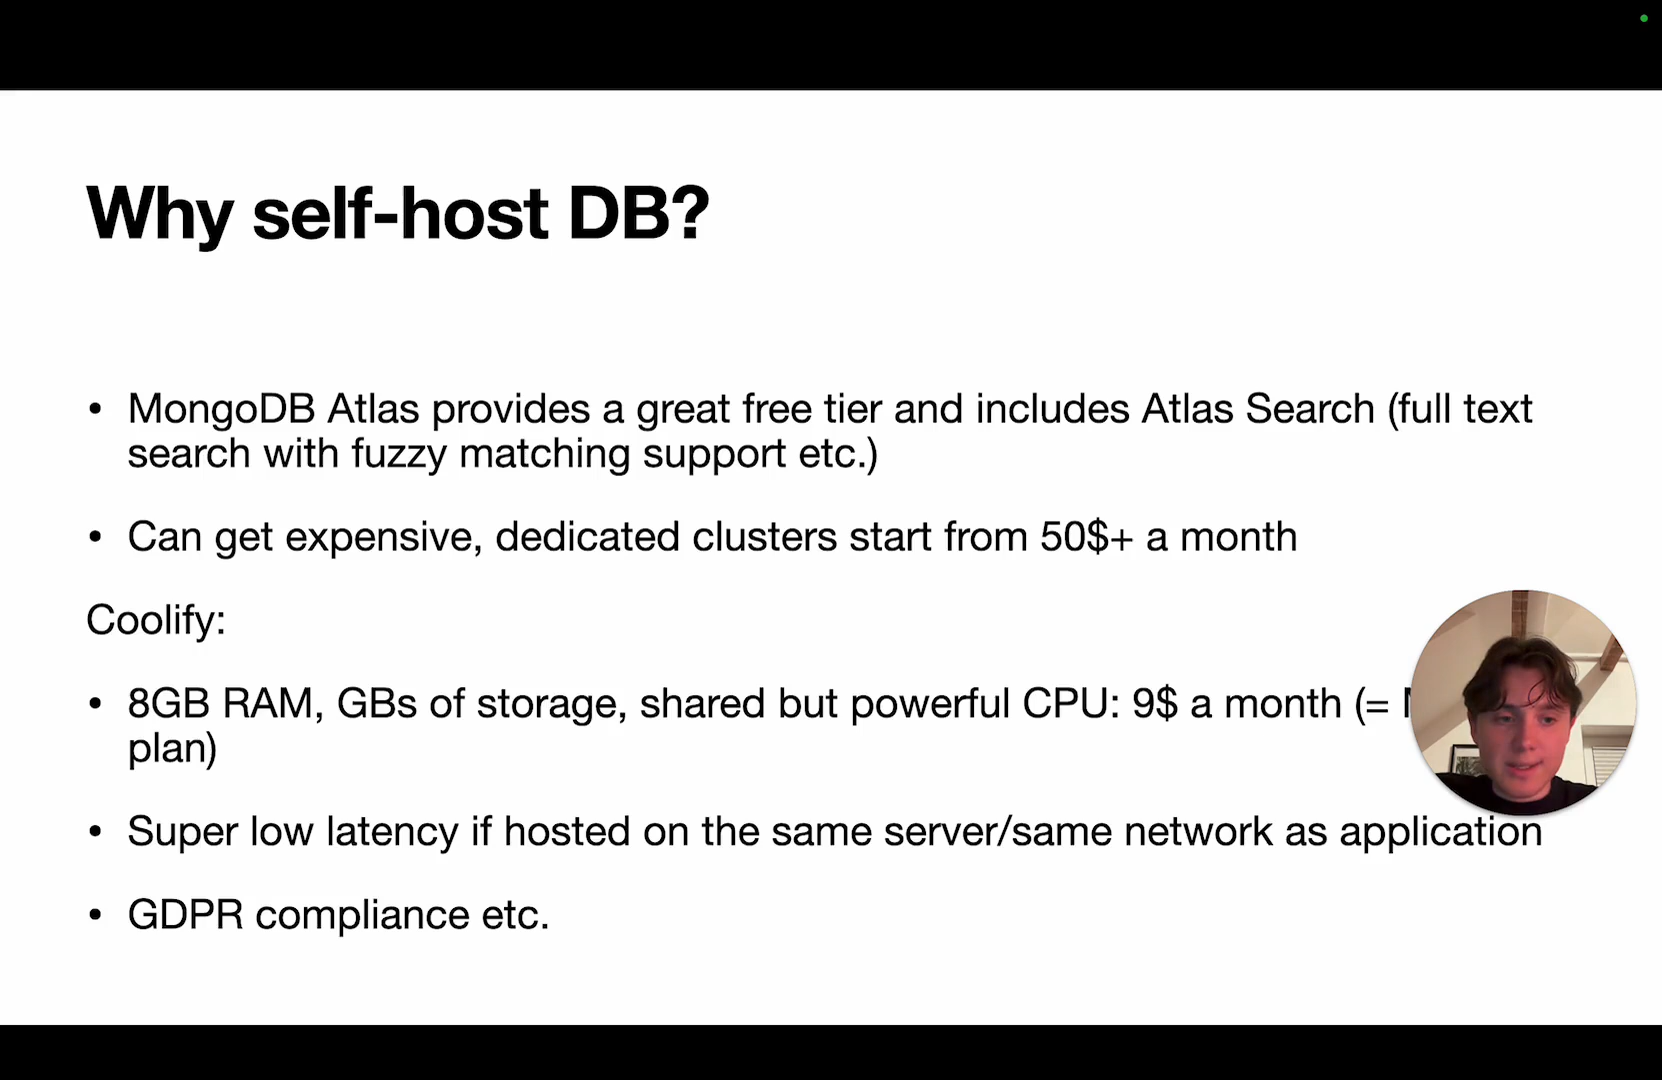 Why self-host DB?
• MongoDB Atlas provides a great free tier and includes Atlas Search (full text
search with fuzzy matching support etc.)
• Can get expensive, dedicated clusters start from 50$+ a month
Coolify:
• 8GB RAM, GBs of storage, shared but powerful CPU: 9$ a month (=
plan)
• Super low latency if hosted on the same server/same network as application
• GDPR compliance etc.